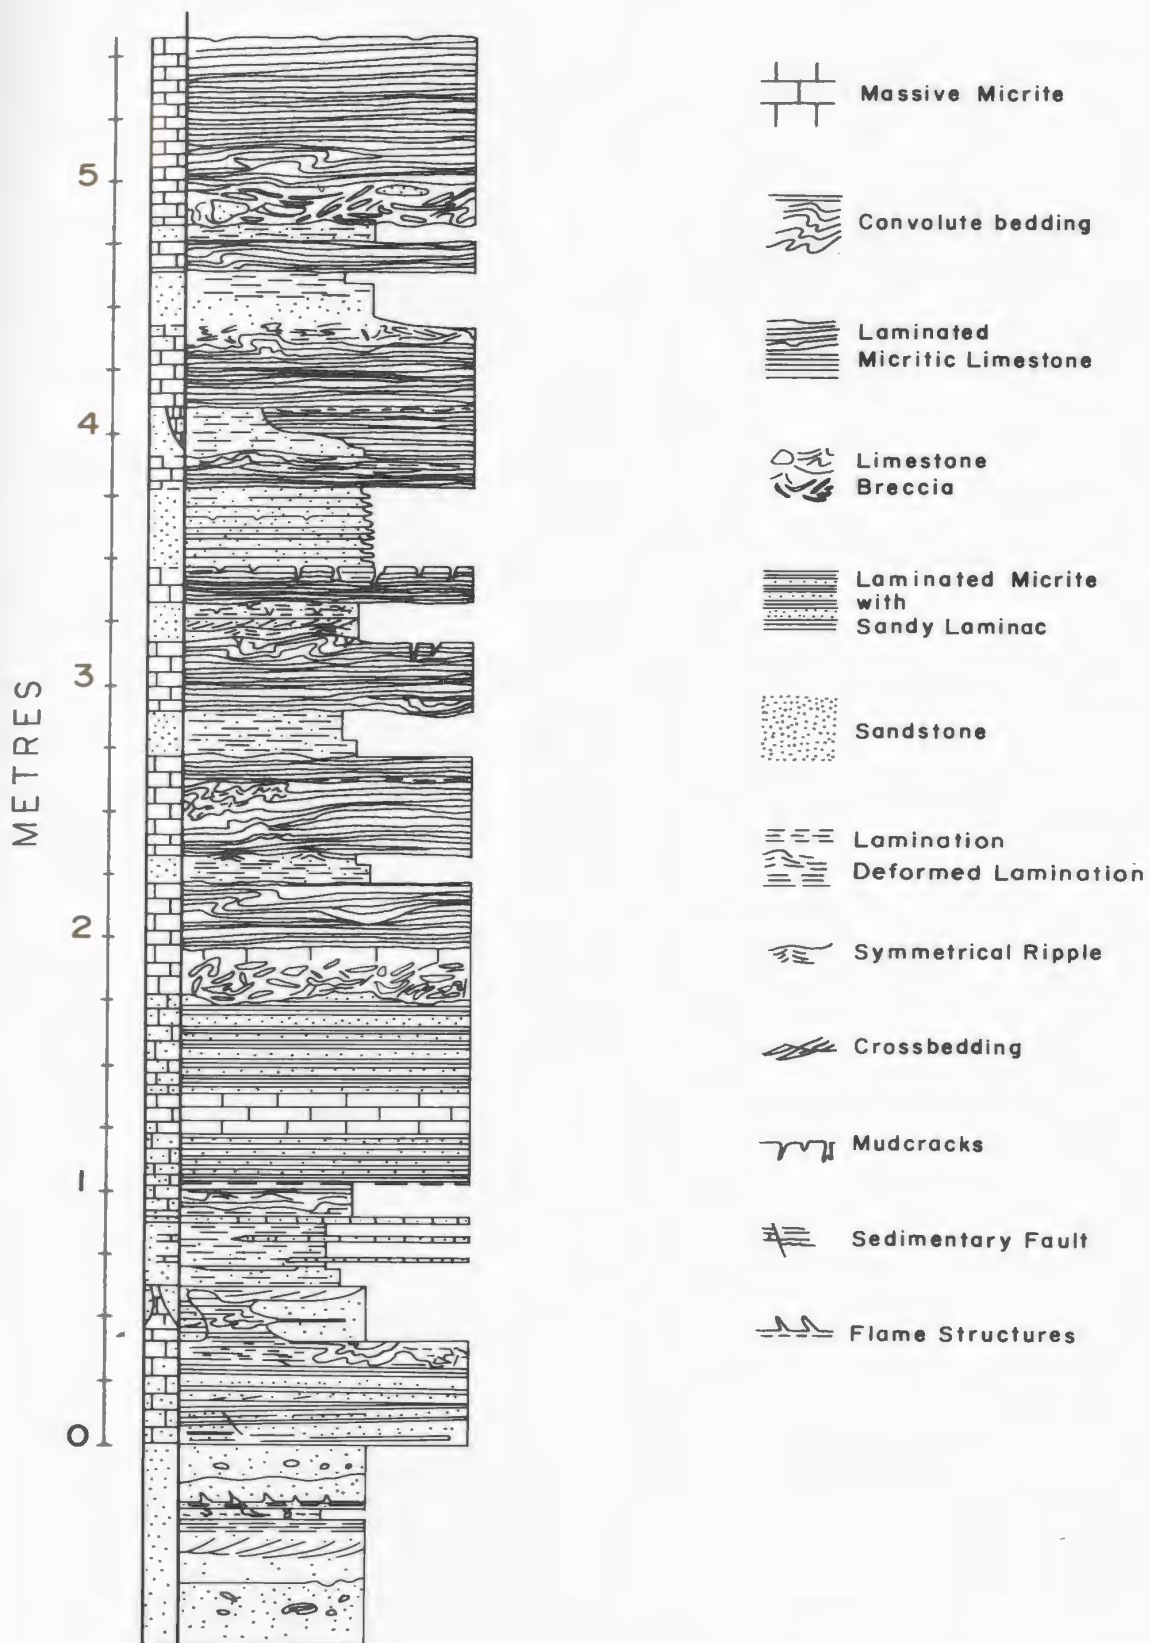 5
4
3
2
1
0
METRES
Massive Micrite
Convolute bedding
Laminated
Micritic Limestone
Limestone
Breccia
Laminated Micrite
with
Sandy Laminac
Sandstone
Lamination
Deformed Lamination
Symmetrical Ripple
Crossbedding
Mudcracks
Sedimentary Fault
Flame Structures